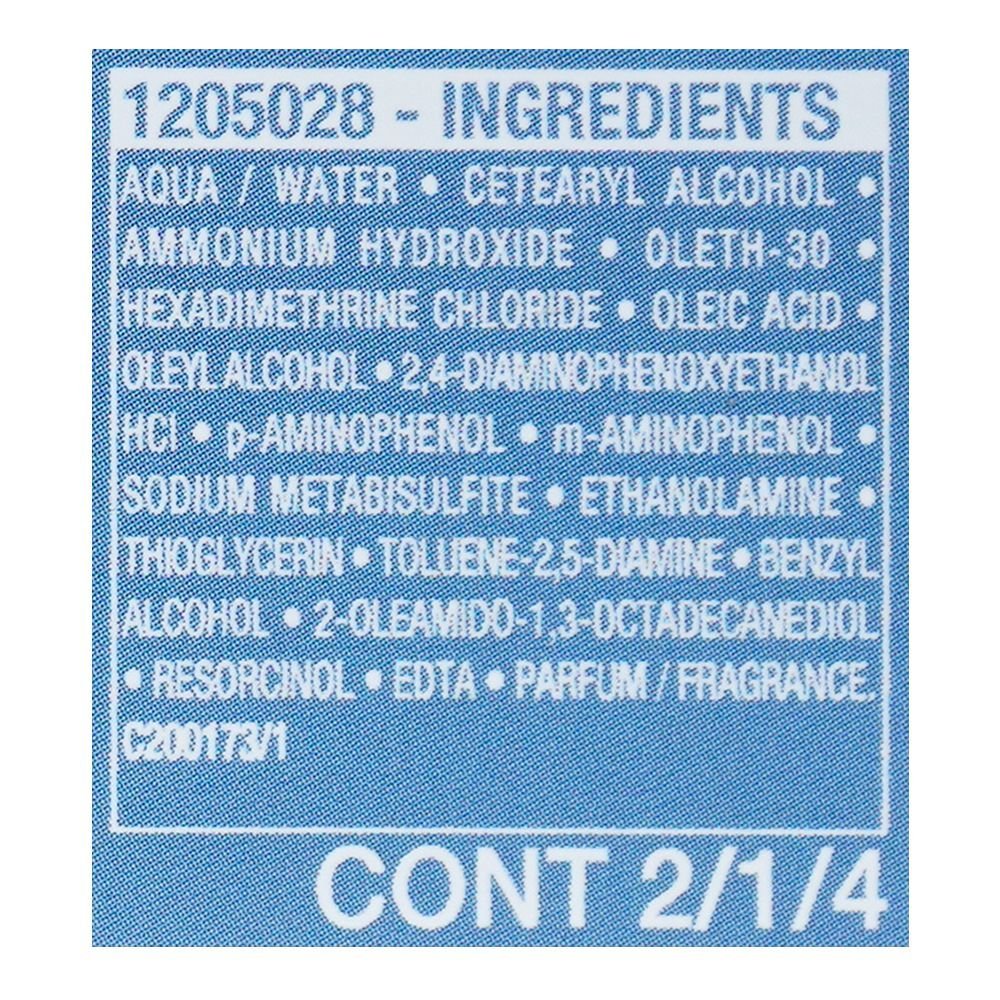 1205028 - INGREDIENTS
AQUA / WATER • CETEARYL ALCOHOL •
AMMONIUM HYDROXIDE • OLETH-30 •
HEXADIMETHRINE CHLORIDE • OLEIC ACID •
OLEYL ALCOHOL • 2,4-DIAMINOPHENOXYETHANOL
HCl • p-AMINOPHENOL • m-AMINOPHENOL •
SODIUM METABISULFITE • ETHANOLAMINE •
THIOGLYCERIN • TOLUENE-2,5-DIAMINE • BENZYL
ALCOHOL • 2-OLEAMIDO-1,3-OCTADECANEDIOL
• RESORCINOL • EDTA • PARFUM / FRAGRANCE.
C200173/1
CONT 2/1/4